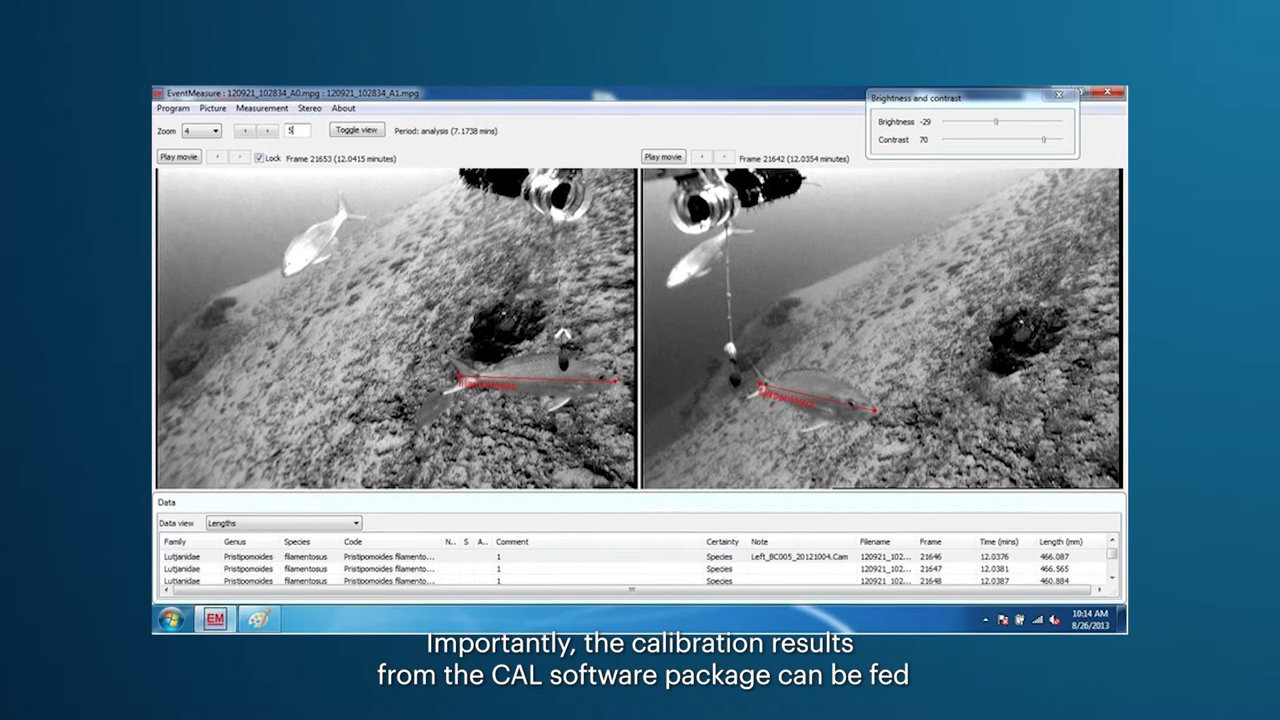 EventMeasure : 120921_102834_A0.mpg : 120921_102834_A1.mpg
Program Picture Measurement Stereo About
Brightness and contrast
Brightness -29
Contrast 70
Zoom 4 5 Toggle view Period: analysis (7.1738 mins)
Play movie Lock Frame 21653 (12.0415 minutes)
Play movie Frame 21642 (12.0354 minutes)
filamentosus
filamentosus
Data
Data view Lengths
Family Genus Species Code N.. S A.. Comment Certainty Note Filename Frame Time (mins) Length (mm)
Lutjanidae Pristipomoides filamentosus Pristipomoides filamento... 1 Species Left_BC005_20121004.Cam 120921_102... 21646 12.0376 466.087
Lutjanidae Pristipomoides filamentosus Pristipomoides filamento... 1 Species 120921_102... 21647 12.0381 466.565
Lutjanidae Pristipomoides filamentosus Pristipomoides filamento... 1 Species 120921_102... 21648 12.0387 460.884
EM
10:14 AM
8/26/2013
Importantly, the calibration results
from the CAL software package can be fed